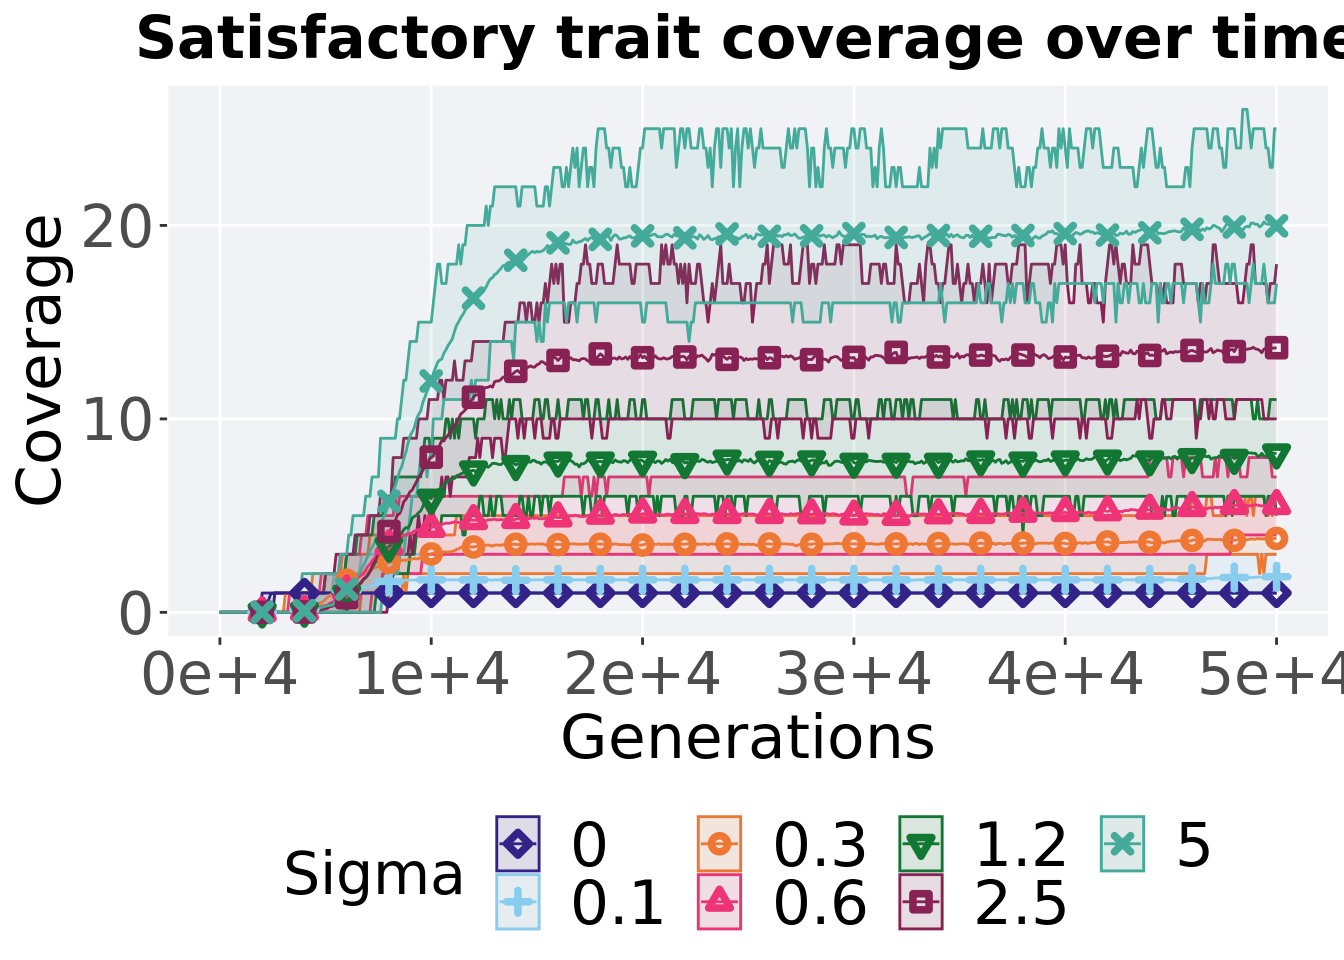 Satisfactory trait coverage over time
Coverage
20
10
0
0e+4 1e+4 2e+4 3e+4 4e+4 5e+4
Generations
Sigma
0 0.3 1.2 5
0.1 0.6 2.5